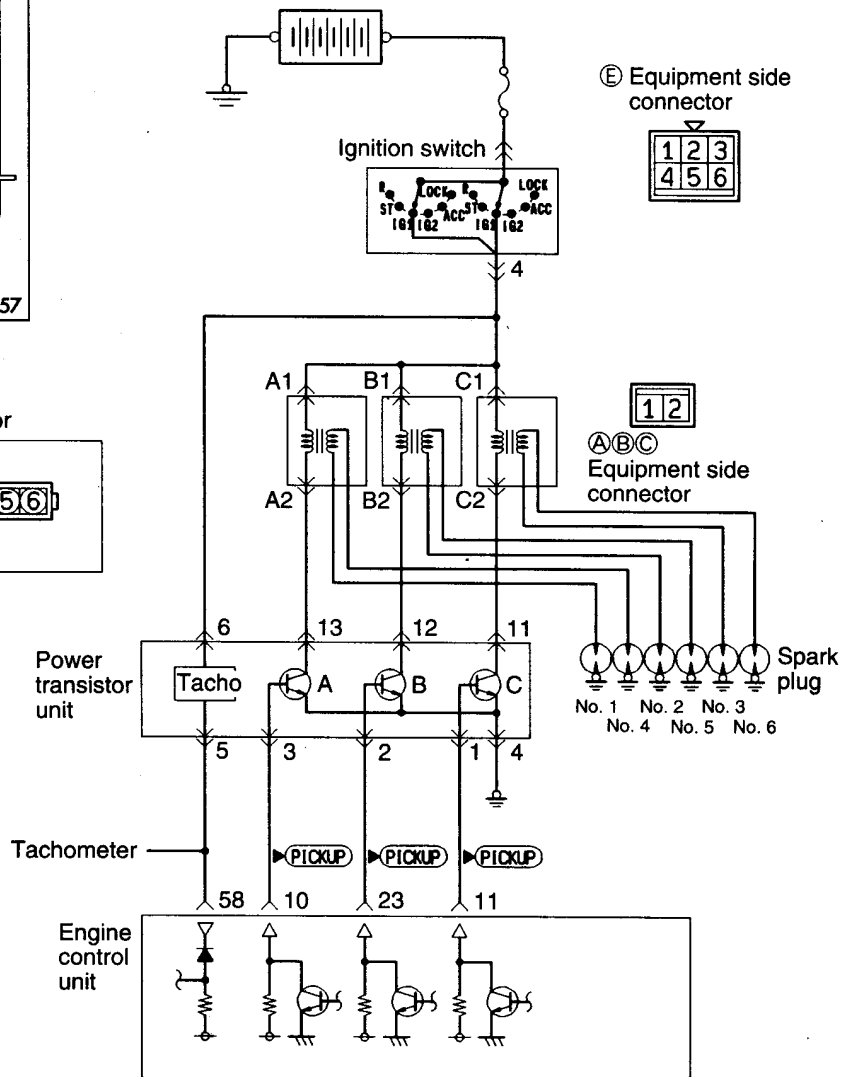 Ⓔ Equipment side
connector
1 2 3
4 5 6
Ignition switch
R LOCK R LOCK
ST ACC ST ACC
IG1 IG2 IG1 IG2
4
57
A1 B1 C1
1 2
ⒶⒷⒸ
Equipment side
connector
or
5 6
A2 B2 C2
6 13 12 11
Power
transistor
unit
Tacho A B C
Spark
plug
No. 1 No. 2 No. 3
No. 4 No. 5 No. 6
5 3 2 1 4
Tachometer
PICKUP PICKUP PICKUP
58 10 23 11
Engine
control
unit